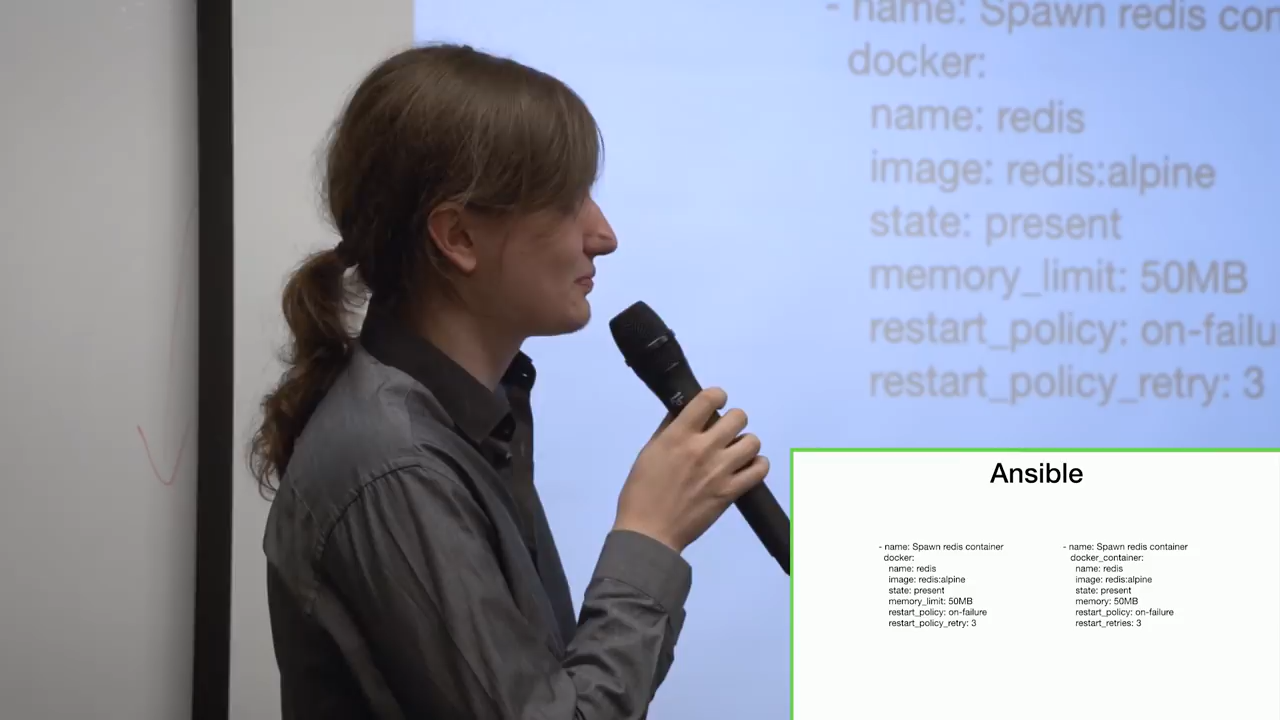 - name: Spawn redis con
docker:
name: redis
image: redis:alpine
state: present
memory_limit: 50MB
restart_policy: on-failu
restart_policy_retry: 3
Ansible
- name: Spawn redis container
docker:
name: redis
image: redis:alpine
state: present
memory_limit: 50MB
restart_policy: on-failure
restart_policy_retry: 3
- name: Spawn redis container
docker_container:
name: redis
image: redis:alpine
state: present
memory: 50MB
restart_policy: on-failure
restart_retries: 3